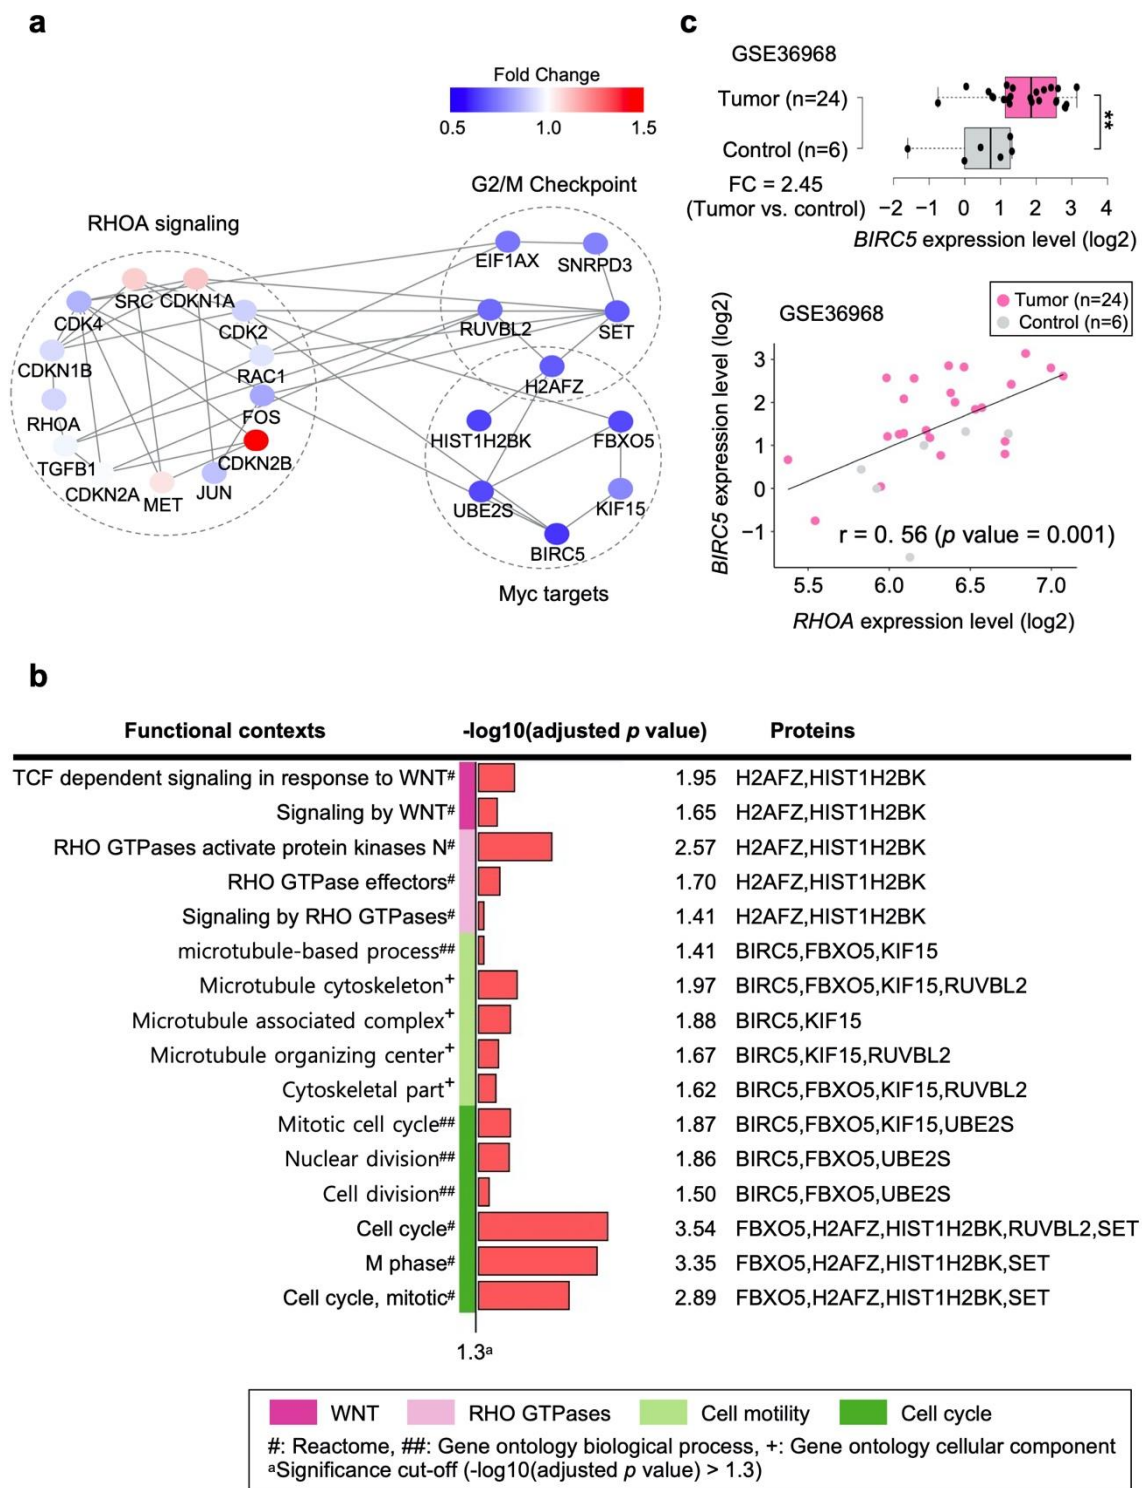 a
Fold Change
0.5 1.0 1.5
G2/M Checkpoint
RHOA signaling
EIF1AX
SNRPD3
SRC CDKN1A
CDK4
CDK2
RUVBL2
SET
CDKN1B
RAC1
H2AFZ
RHOA
FOS
HIST1H2BK
FBXO5
TGFB1
CDKN2B
CDKN2A
MET
JUN
UBE2S
KIF15
BIRC5
Myc targets
c
GSE36968
Tumor (n=24)
Control (n=6)
**
FC = 2.45
(Tumor vs. control)
−2 −1 0 1 2 3 4
BIRC5 expression level (log2)
Tumor (n=24)
Control (n=6)
GSE36968
BIRC5 expression level (log2)
3
2
1
0
−1
r = 0. 56 (p value = 0.001)
5.5 6.0 6.5 7.0
RHOA expression level (log2)
b
Functional contexts -log10(adjusted p value) Proteins
TCF dependent signaling in response to WNT# 1.95 H2AFZ,HIST1H2BK
Signaling by WNT# 1.65 H2AFZ,HIST1H2BK
RHO GTPases activate protein kinases N# 2.57 H2AFZ,HIST1H2BK
RHO GTPase effectors# 1.70 H2AFZ,HIST1H2BK
Signaling by RHO GTPases# 1.41 H2AFZ,HIST1H2BK
microtubule-based process## 1.41 BIRC5,FBXO5,KIF15
Microtubule cytoskeleton+ 1.97 BIRC5,FBXO5,KIF15,RUVBL2
Microtubule associated complex+ 1.88 BIRC5,KIF15
Microtubule organizing center+ 1.67 BIRC5,KIF15,RUVBL2
Cytoskeletal part+ 1.62 BIRC5,FBXO5,KIF15,RUVBL2
Mitotic cell cycle## 1.87 BIRC5,FBXO5,KIF15,UBE2S
Nuclear division## 1.86 BIRC5,FBXO5,UBE2S
Cell division## 1.50 BIRC5,FBXO5,UBE2S
Cell cycle# 3.54 FBXO5,H2AFZ,HIST1H2BK,RUVBL2,SET
M phase# 3.35 FBXO5,H2AFZ,HIST1H2BK,SET
Cell cycle, mitotic# 2.89 FBXO5,H2AFZ,HIST1H2BK,SET
1.3a
WNT RHO GTPases Cell motility Cell cycle
#: Reactome, ##: Gene ontology biological process, +: Gene ontology cellular component
aSignificance cut-off (-log10(adjusted p value) > 1.3)